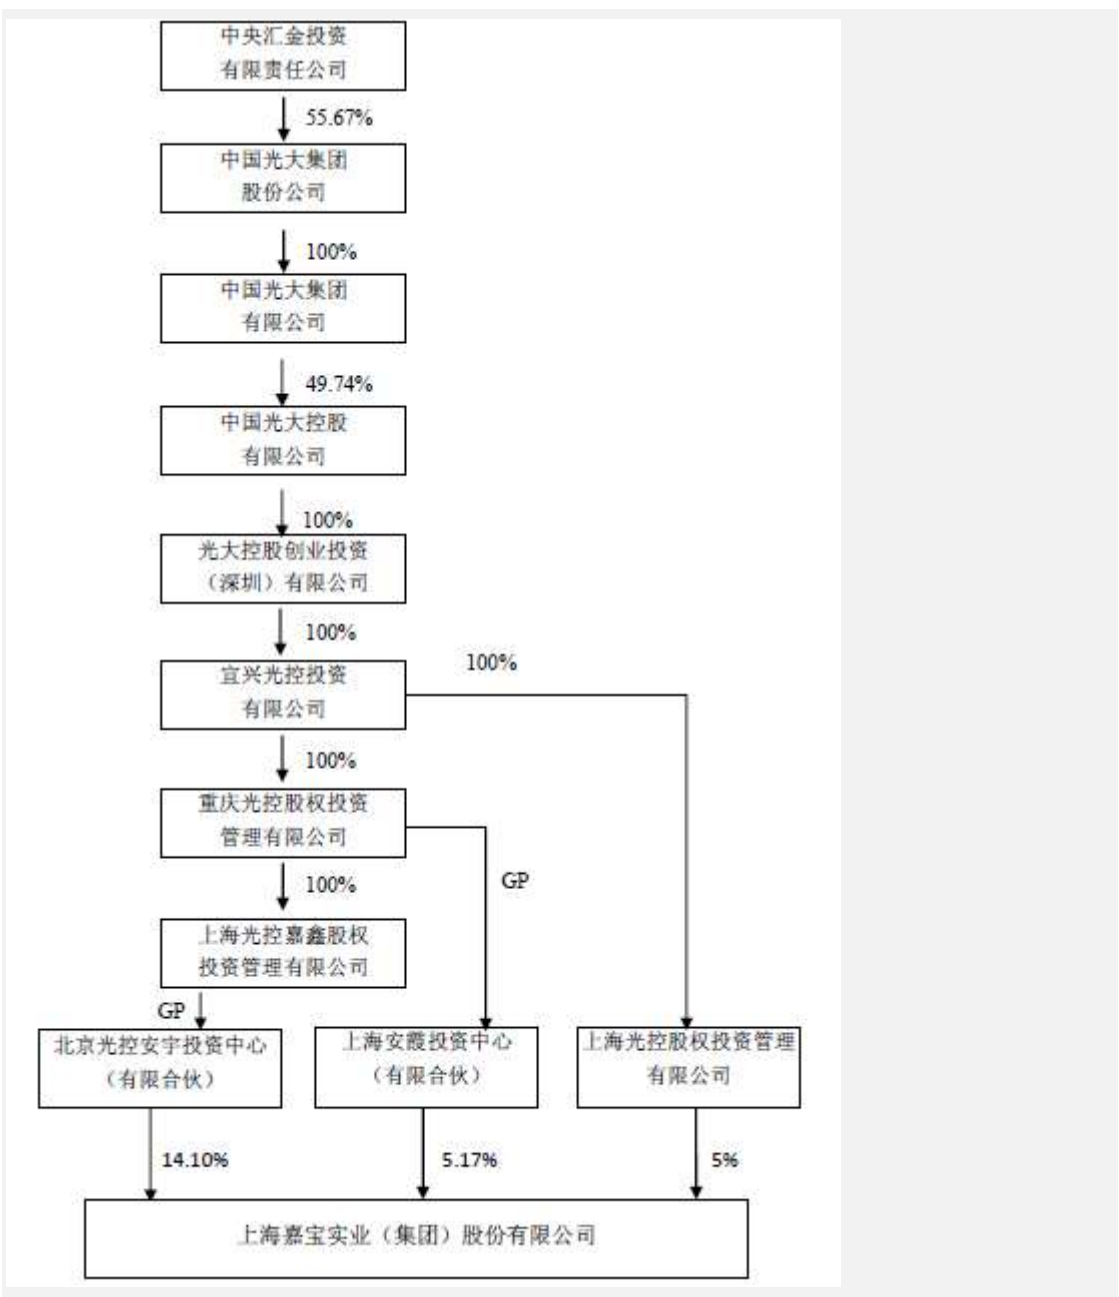 中央汇金投资
有限责任公司
55.67%
中国光大集团
股份公司
100%
中国光大集团
有限公司
49.74%
中国光大控股
有限公司
100%
光大控股创业投资
（深圳）有限公司
100%
宜兴光控投资
有限公司
100%
100%
重庆光控股权投资
管理有限公司
100%
GP
上海光控嘉鑫股权
投资管理有限公司
GP
北京光控安宇投资中心
（有限合伙）
上海安霞投资中心
（有限合伙）
上海光控股权投资管理
有限公司
14.10%
5.17%
5%
上海嘉宝实业（集团）股份有限公司